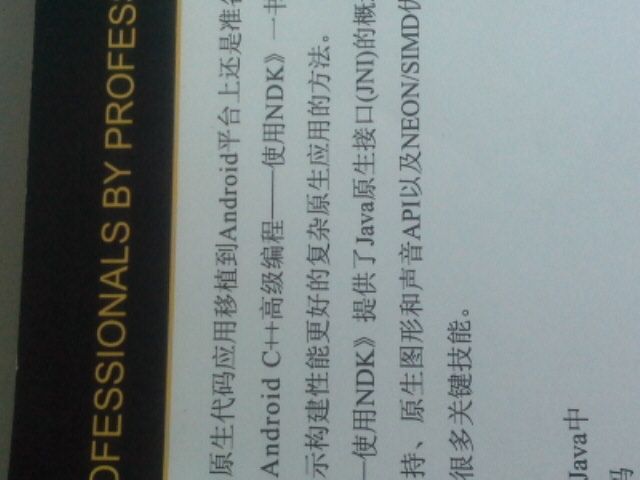 OFESSIONALS BY PROFESS
原生代码应用移植到Android平台上还是准备
Android C++高级编程——使用NDK》一书
示构建性能更好的复杂原生应用的方法。
—使用NDK》提供了Java原生接口(JNI)的概
持、原生图形和声音API以及NEON/SIMD优
很多关键技能。
Java中
码